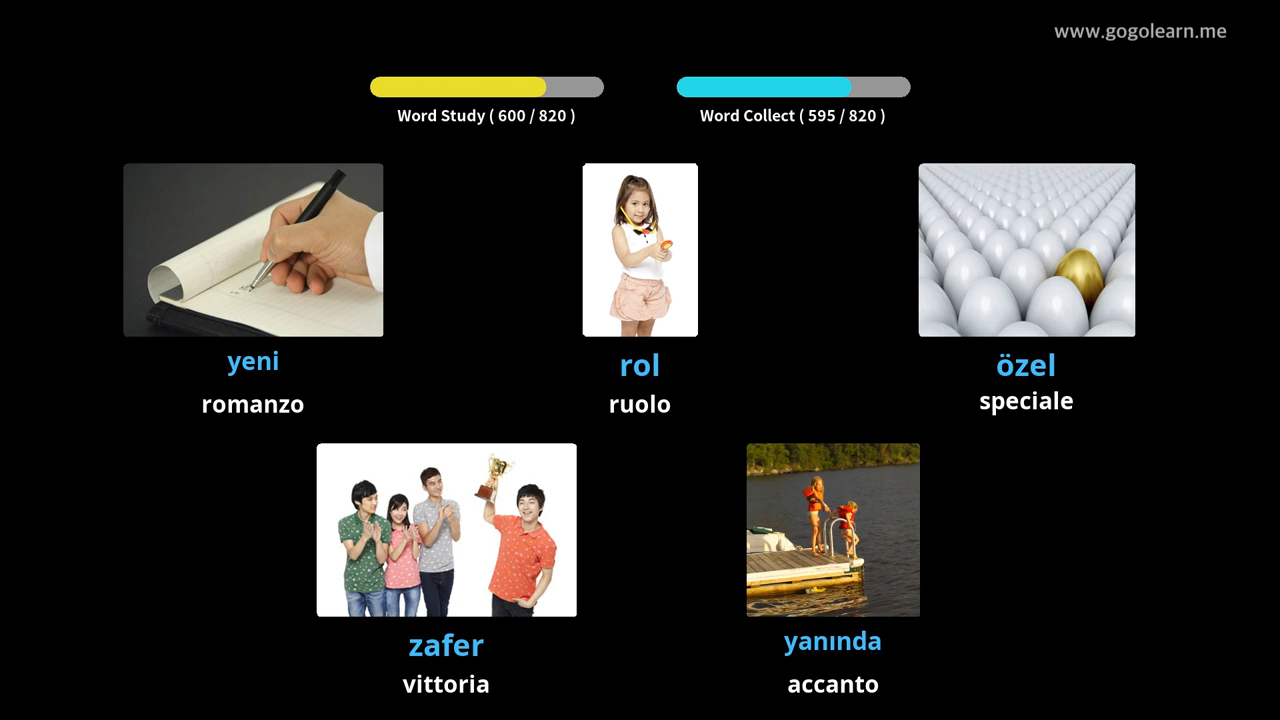 www.gogolearn.me
Word Study ( 600 / 820 )
Word Collect ( 595 / 820 )
yeni
romanzo
rol
ruolo
özel
speciale
zafer
vittoria
yanında
accanto